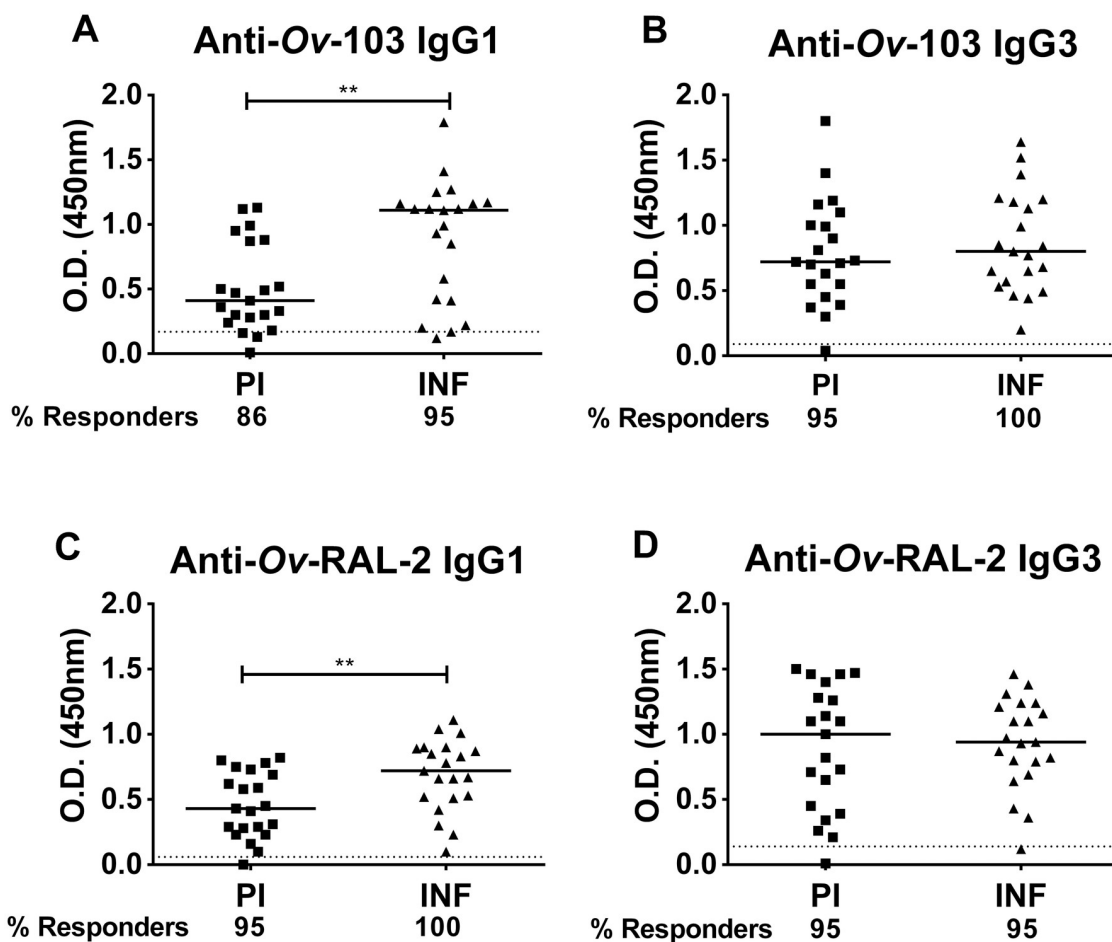 A
Anti-Ov-103 IgG1
**
2.0
1.5
1.0
0.5
0.0
O.D. (450nm)
PI INF
% Responders 86 95
B
Anti-Ov-103 IgG3
2.0
1.5
1.0
0.5
0.0
O.D. (450nm)
PI INF
% Responders 95 100
C
Anti-Ov-RAL-2 IgG1
**
2.0
1.5
1.0
0.5
0.0
O.D. (450nm)
PI INF
% Responders 95 100
D
Anti-Ov-RAL-2 IgG3
2.0
1.5
1.0
0.5
0.0
O.D. (450nm)
PI INF
% Responders 95 95